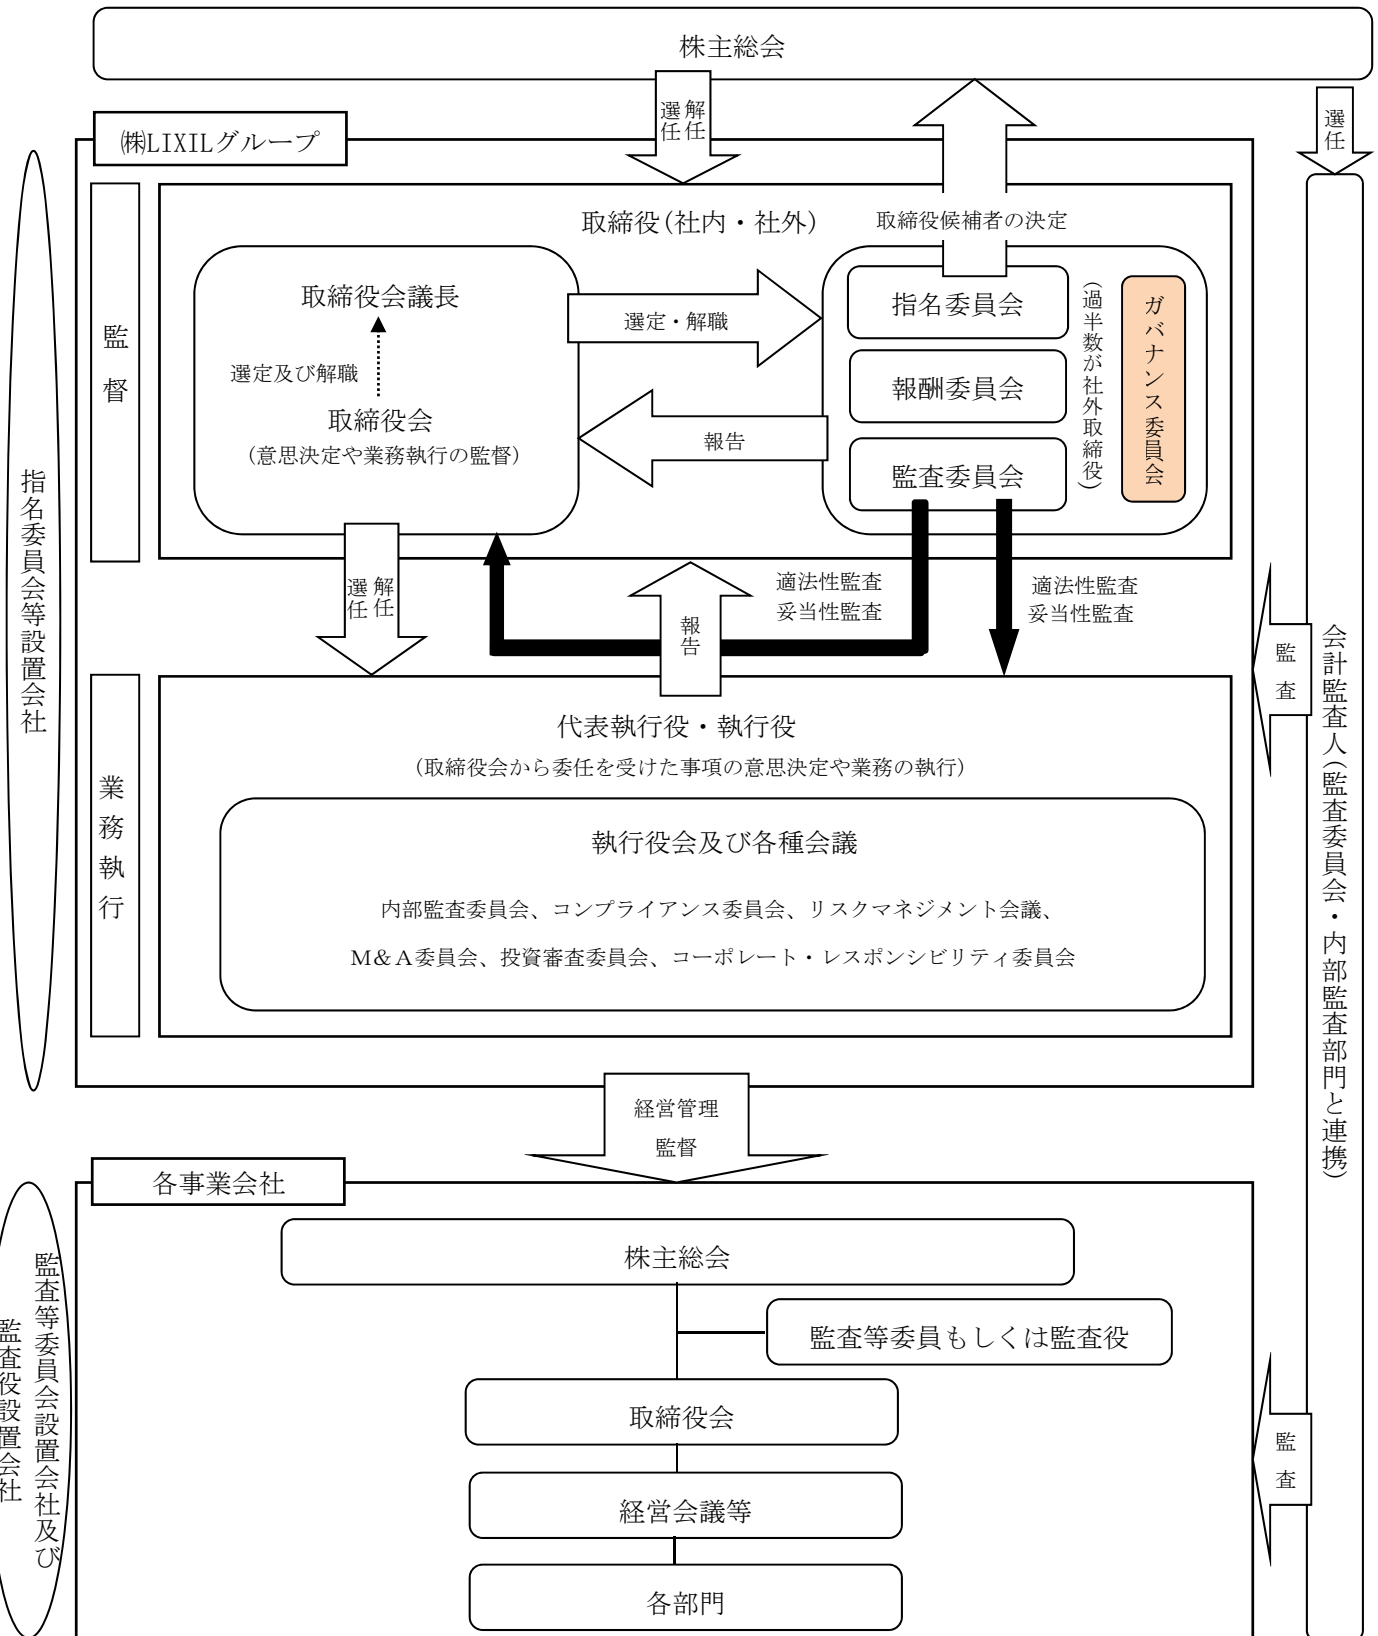 株主総会
選任
解任
選任
㈱LIXILグループ
指名委員会等設置会社
監督
取締役(社内・社外)
取締役候補者の決定
取締役会議長
選定及び解職
取締役会
(意思決定や業務執行の監督)
選定・解職
報告
指名委員会
報酬委員会
監査委員会
(過半数が社外取締役)
ガバナンス委員会
選任
解任
報告
適法性監査
妥当性監査
適法性監査
妥当性監査
監査
会計監査人(監査委員会・内部監査部門と連携)
業務執行
代表執行役・執行役
(取締役会から委任を受けた事項の意思決定や業務の執行)
執行役会及び各種会議
内部監査委員会、コンプライアンス委員会、リスクマネジメント会議、
M&A委員会、投資審査委員会、コーポレート・レスポンシビリティ委員会
経営管理
監督
各事業会社
監査等委員会設置会社及び
監査役設置会社
株主総会
監査等委員もしくは監査役
取締役会
経営会議等
各部門
監査